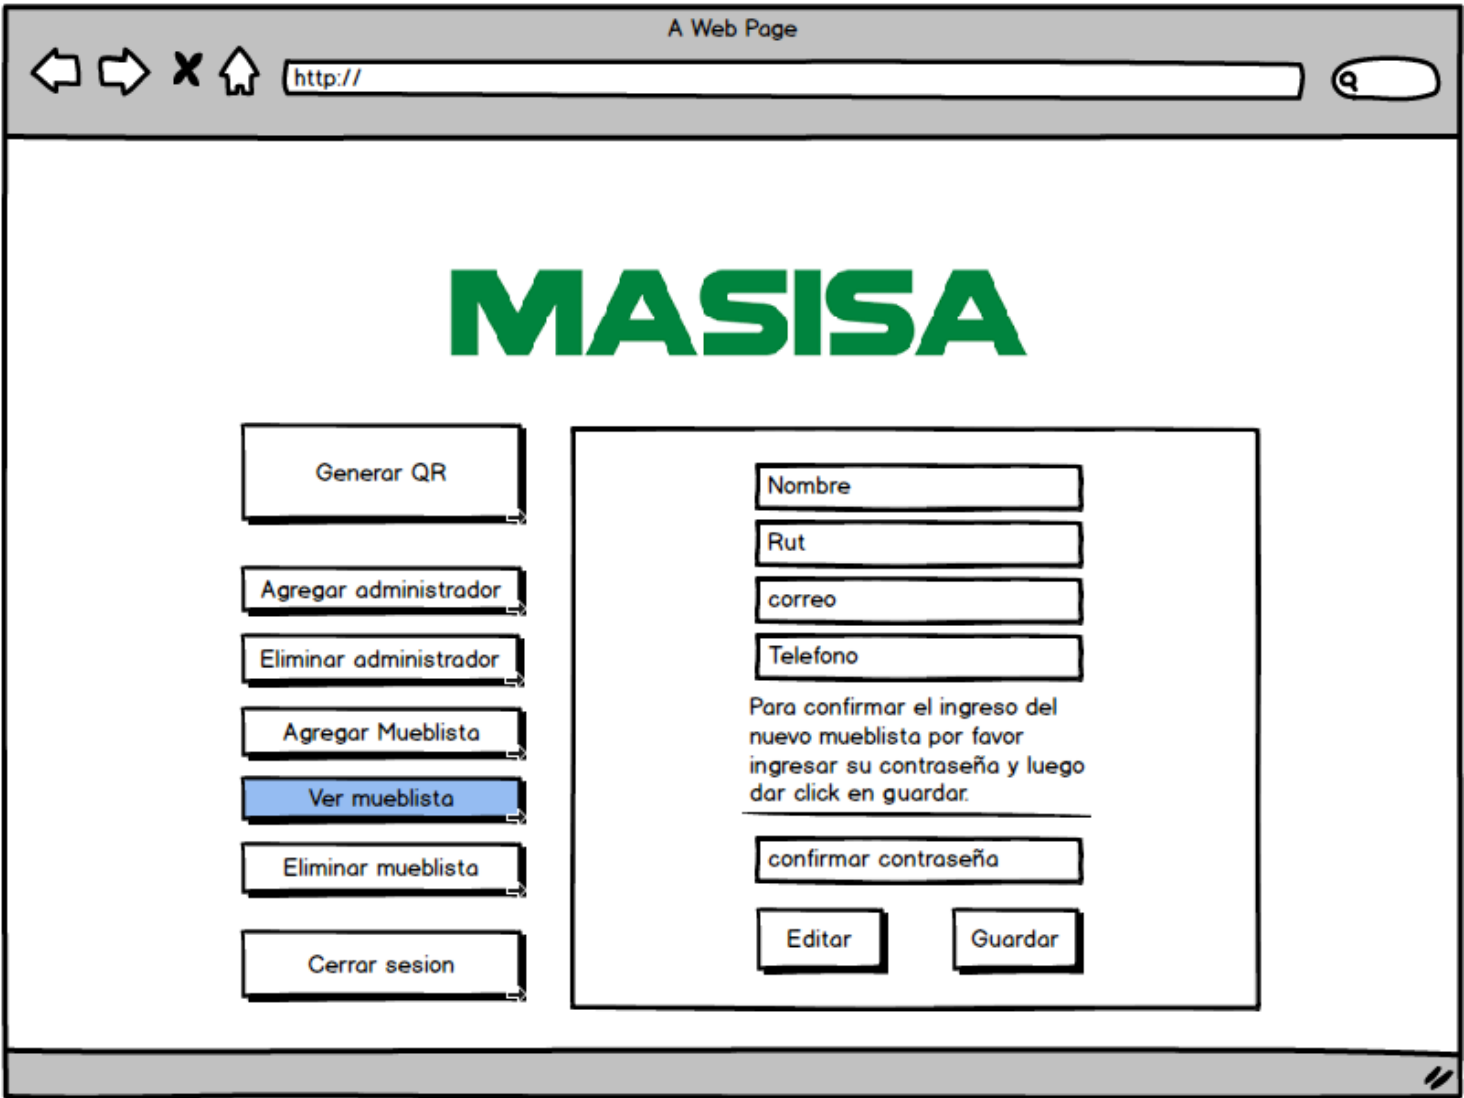 A Web Page
http://
MASISA
Generar QR
Agregar administrador
Eliminar administrador
Agregar Mueblista
Ver mueblista
Eliminar mueblista
Cerrar sesion
Nombre
Rut
correo
Telefono
Para confirmar el ingreso del
nuevo mueblista por favor
ingresar su contraseña y luego
dar click en guardar.
confirmar contraseña
Editar
Guardar